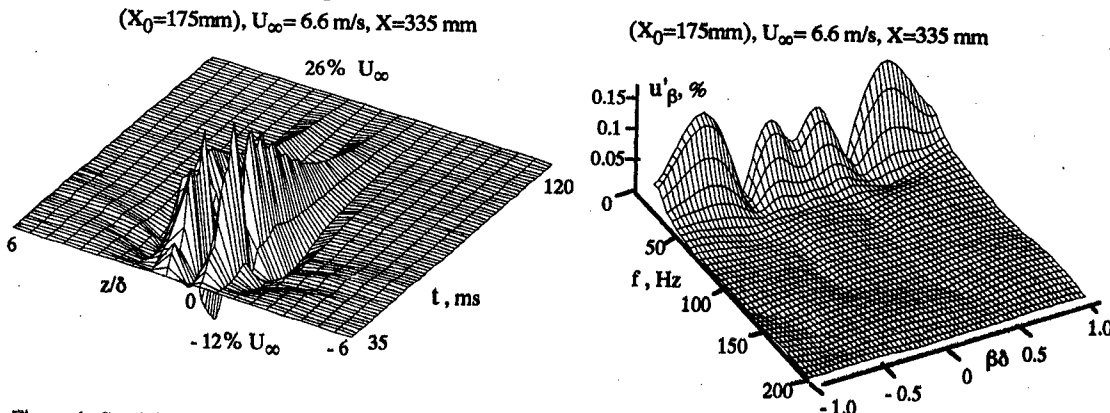 (X₀=175mm), U∞= 6.6 m/s, X=335 mm
26% U∞
120
6
z/δ
0
t , ms
- 12% U∞
- 6
35
(X₀=175mm), U∞= 6.6 m/s, X=335 mm
u'β, %
0.15
0.1
0.05
0
50
f , Hz
100
150
200
- 1.0
- 0.5
0
βδ
0.5
1.0